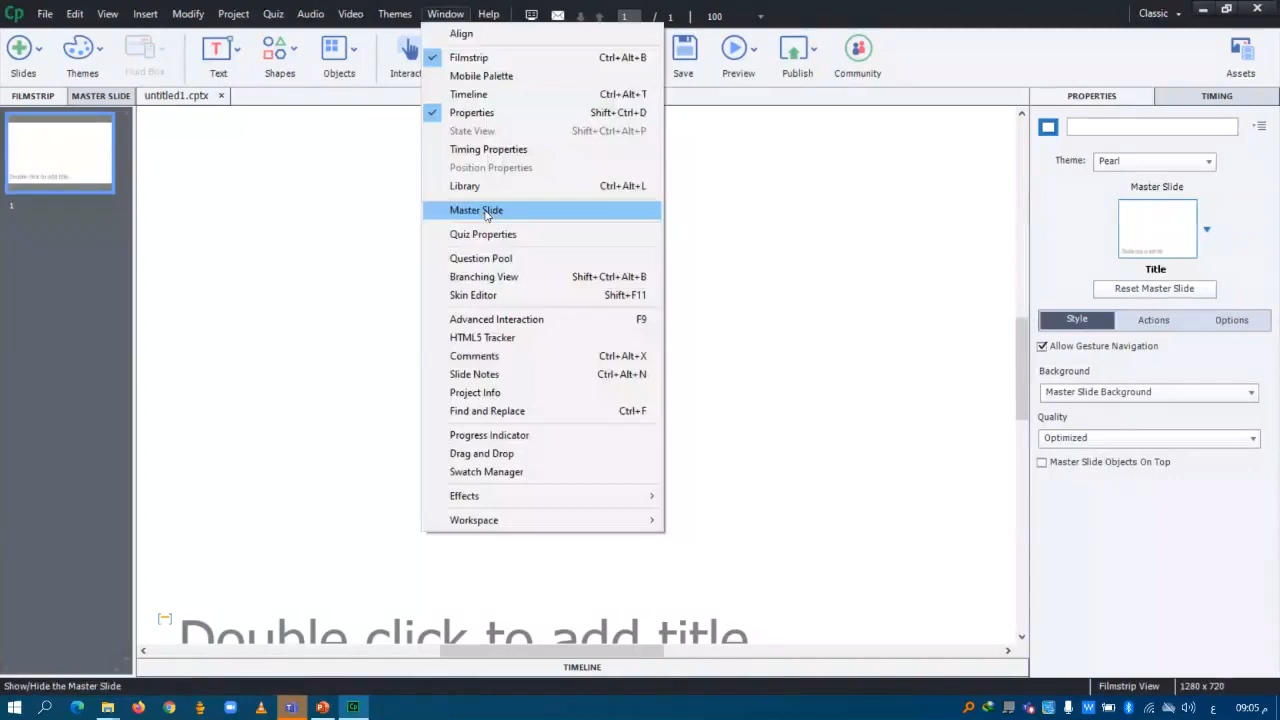 Cp File Edit View Insert Modify Project Quiz Audio Video Themes Window Help 1 / 1 100 Classic
Slides Themes Fluid Box Text Shapes Objects Interac Save Preview Publish Community Assets
FILMSTRIP MASTER SLIDE untitled1.cptx PROPERTIES TIMING
Double click to add title
1
Align
Filmstrip Ctrl+Alt+B
Mobile Palette
Timeline Ctrl+Alt+T
Properties Shift+Ctrl+D
State View Shift+Ctrl+Alt+P
Timing Properties
Position Properties
Library Ctrl+Alt+L
Master Slide
Quiz Properties
Question Pool
Branching View Shift+Ctrl+Alt+B
Skin Editor Shift+F11
Advanced Interaction F9
HTML5 Tracker
Comments Ctrl+Alt+X
Slide Notes Ctrl+Alt+N
Project Info
Find and Replace Ctrl+F
Progress Indicator
Drag and Drop
Swatch Manager
Effects
Workspace
Theme: Pearl
Master Slide
Title
Reset Master Slide
Style Actions Options
Allow Gesture Navigation
Background
Master Slide Background
Quality
Optimized
Master Slide Objects On Top
Double click to add title
TIMELINE
Show/Hide the Master Slide Filmstrip View 1280 x 720
ع 09:05 م